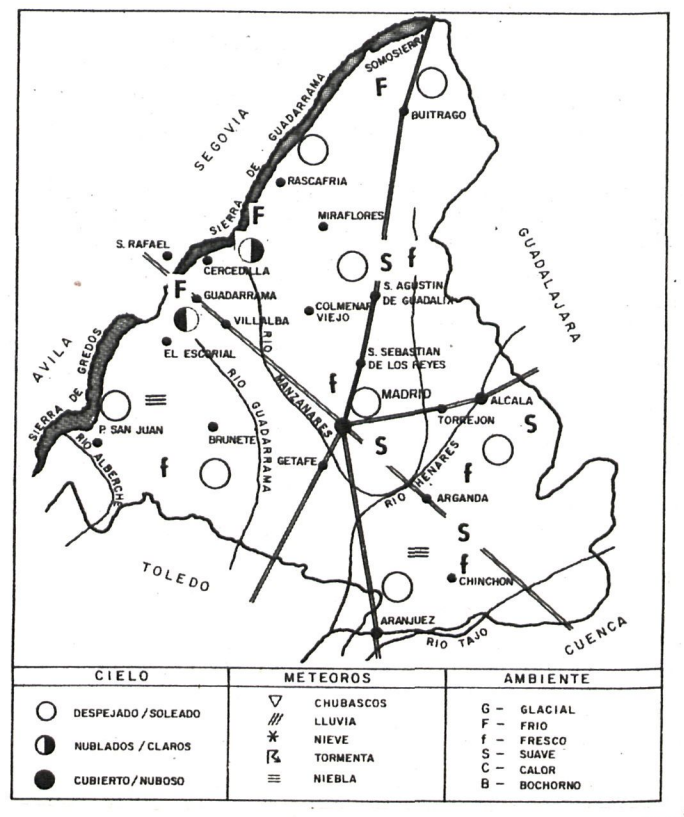 SOMOSIERRA
F
BUITRAGO
SEGOVIA
SIERRA DE GUADARRAMA
RASCAFRIA
F
MIRAFLORES
S. RAFAEL
CERCEDILLA
S f
GUADALAJARA
F
GUADARRAMA
S. AGUSTIN
DE GUADALIX
COLMENAR
VIEJO
VILLALBA
AVILA
EL ESCORIAL
RIO MANZANARES
S. SEBASTIAN
DE LOS REYES
SIERRA DE GREDOS
RIO GUADARRAMA
f
MADRID
ALCALA
TORREJON
S
P. SAN JUAN
BRUNETE
S
RIO ALBERCHE
f
GETAFE
RIO HENARES
f
ARGANDA
S
f
CHINCHON
TOLEDO
ARANJUEZ
RIO TAJO
CUENCA
CIELO
DESPEJADO/SOLEADO
NUBLADOS/CLAROS
CUBIERTO/NUBOSO
METEOROS
CHUBASCOS
LLUVIA
NIEVE
TORMENTA
NIEBLA
AMBIENTE
G - GLACIAL
F - FRIO
f - FRESCO
S - SUAVE
C - CALOR
B - BOCHORNO